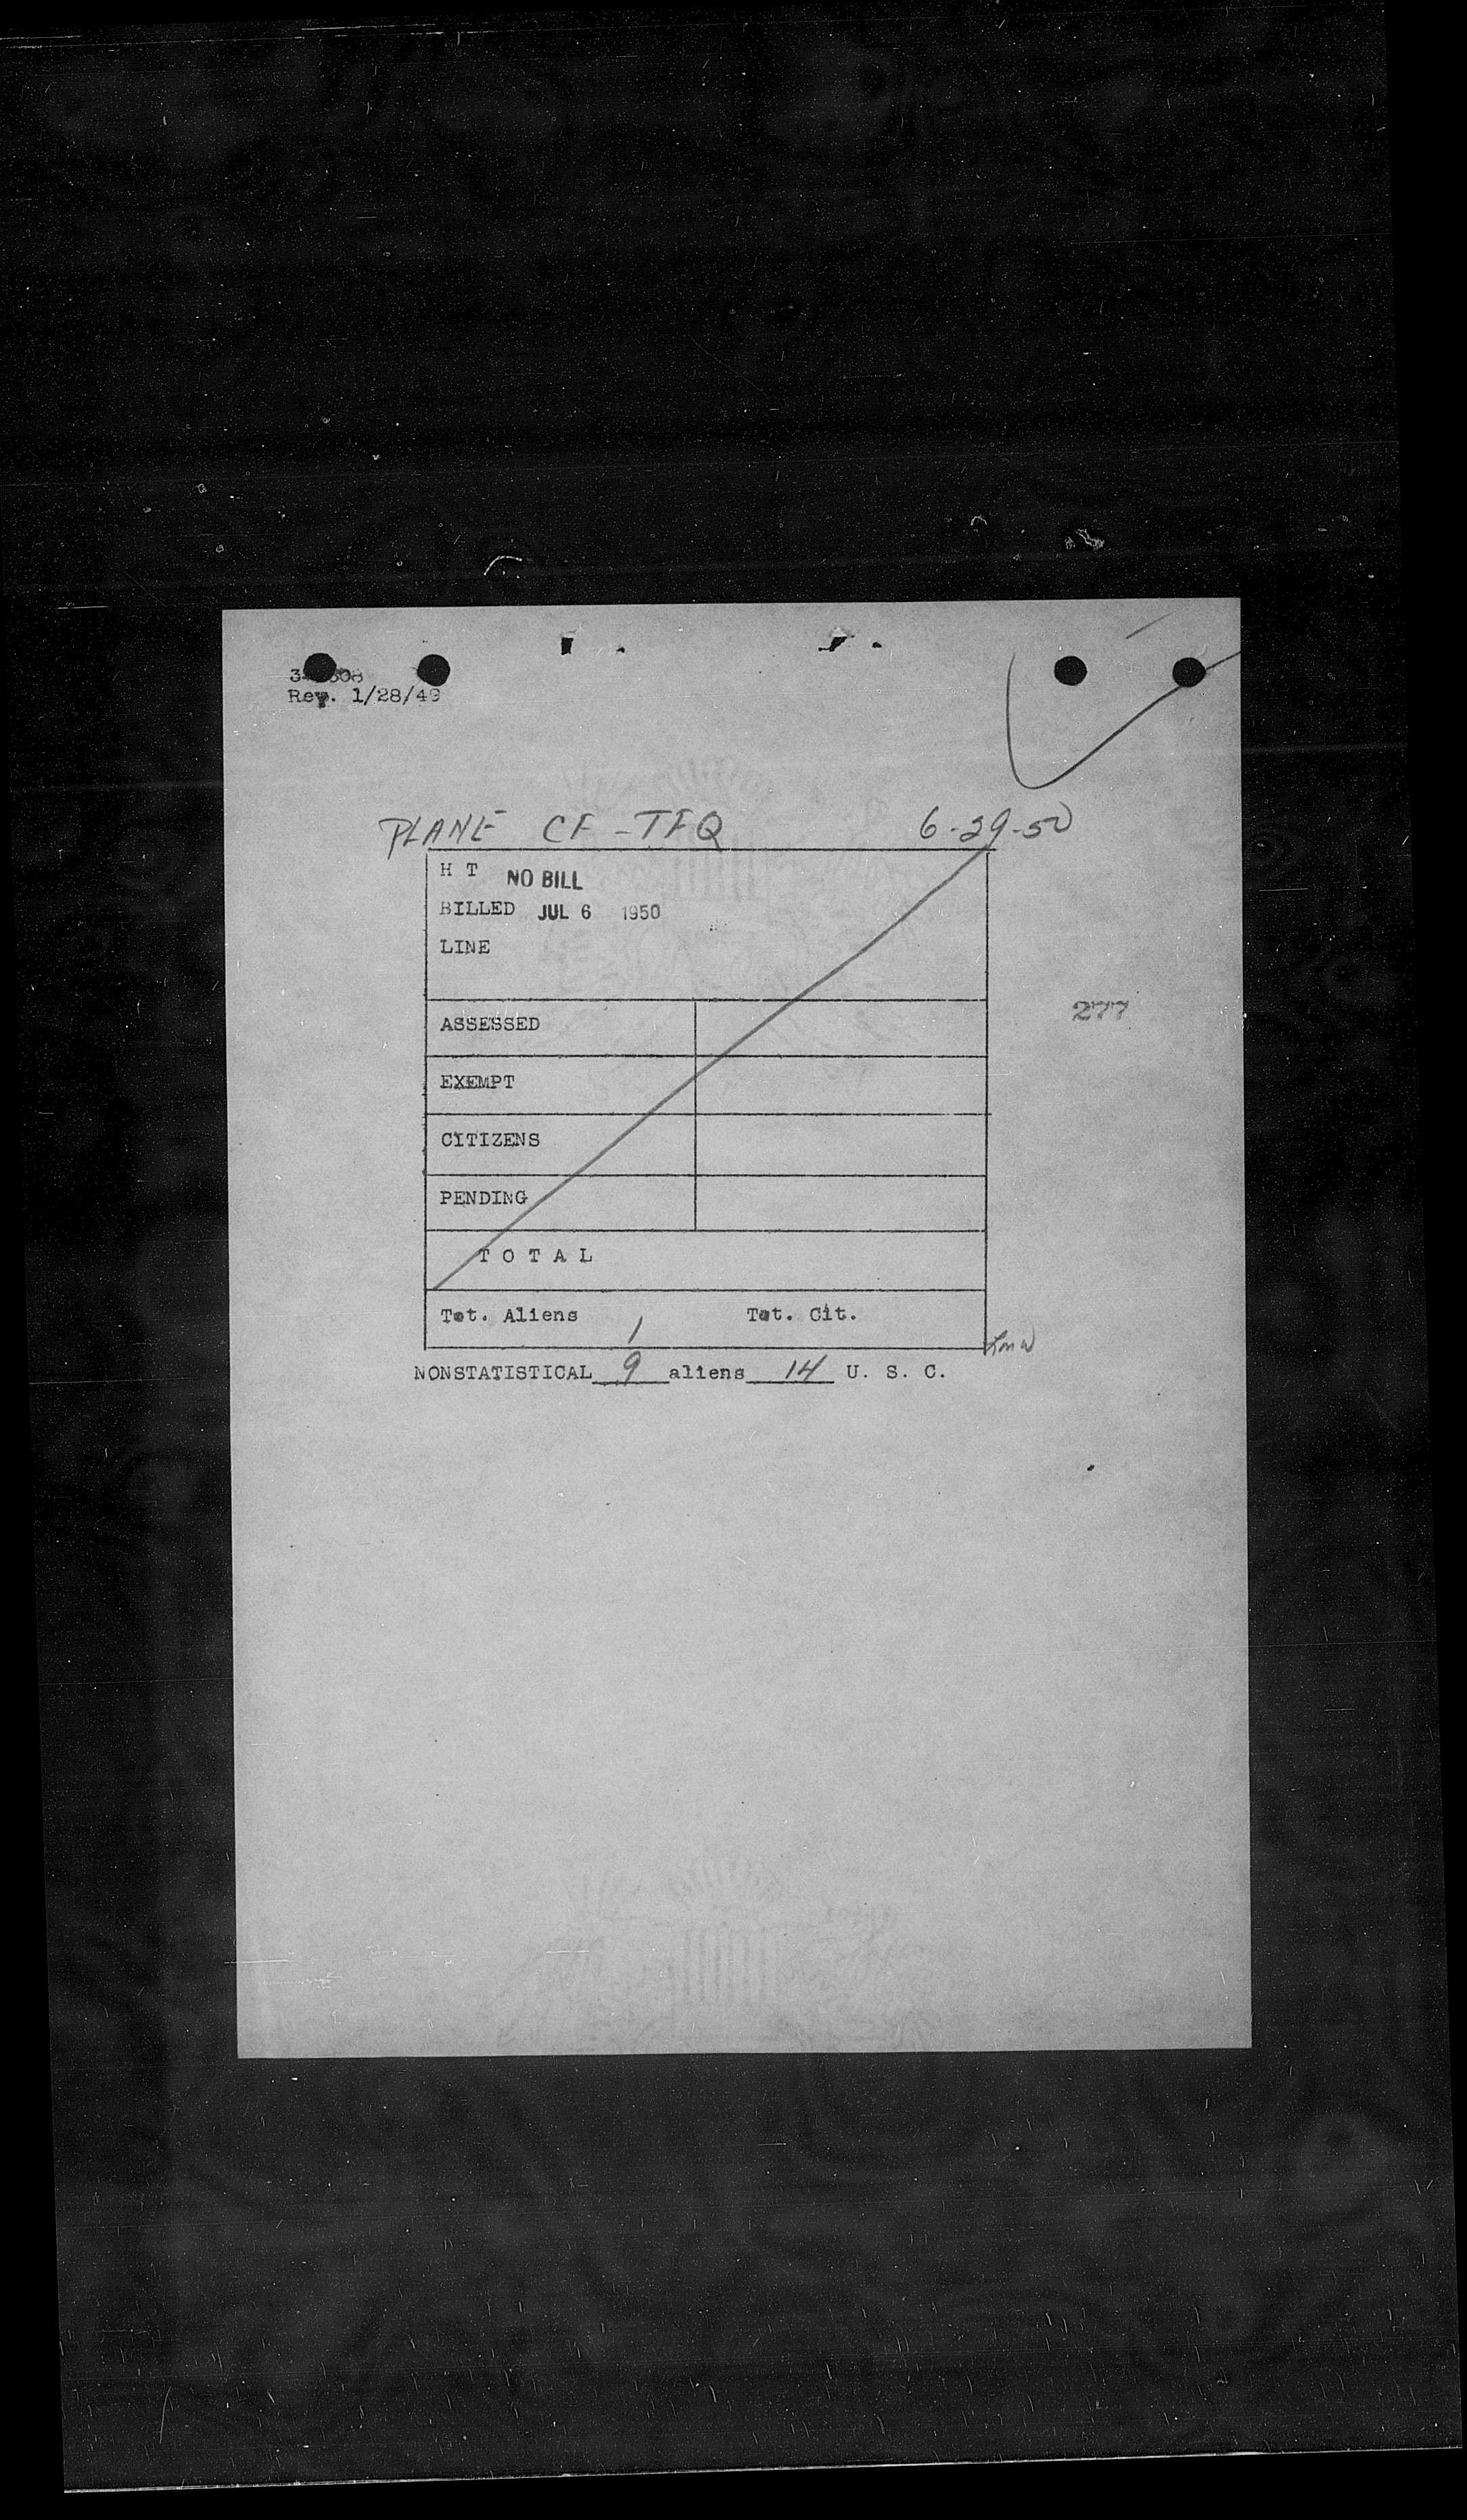 Rev. 1/28/49
PLANE CF-TFQ 6-29-50
H T NO BILL
BILLED JUL 6 1950
LINE
277
ASSESSED
EXEMPT
CITIZENS
PENDING
T O T A L
Tot. Aliens 1 Tot. Cit.
NONSTATISTICAL 9 aliens 14 U. S. C.